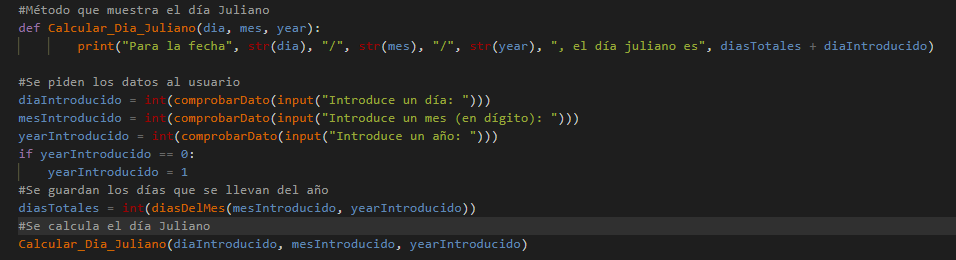 #Método que muestra el día Juliano
def Calcular_Dia_Juliano(dia, mes, year):
        print("Para la fecha", str(dia), "/", str(mes), "/", str(year), ", el día juliano es", diasTotales + diaIntroducido)

#Se piden los datos al usuario
diaIntroducido = int(comprobarDato(input("Introduce un día: ")))
mesIntroducido = int(comprobarDato(input("Introduce un mes (en dígito): ")))
yearIntroducido = int(comprobarDato(input("Introduce un año: ")))
if yearIntroducido == 0:
    yearIntroducido = 1
#Se guardan los días que se llevan del año
diasTotales = int(diasDelMes(mesIntroducido, yearIntroducido))
#Se calcula el día Juliano
Calcular_Dia_Juliano(diaIntroducido, mesIntroducido, yearIntroducido)